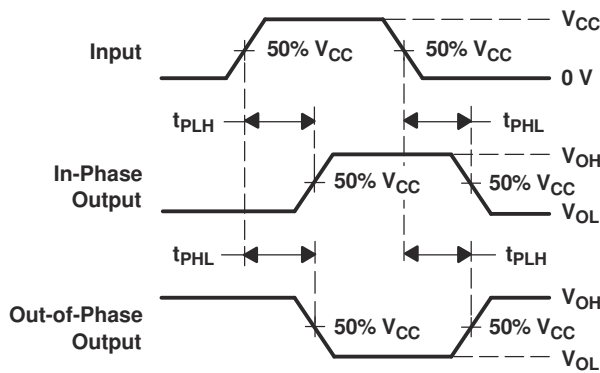 V_CC
Input
50% V_CC
50% V_CC
0 V
t_PLH
t_PHL
V_OH
In-Phase
Output
50% V_CC
50% V_CC
V_OL
t_PHL
t_PLH
V_OH
Out-of-Phase
Output
50% V_CC
50% V_CC
V_OL